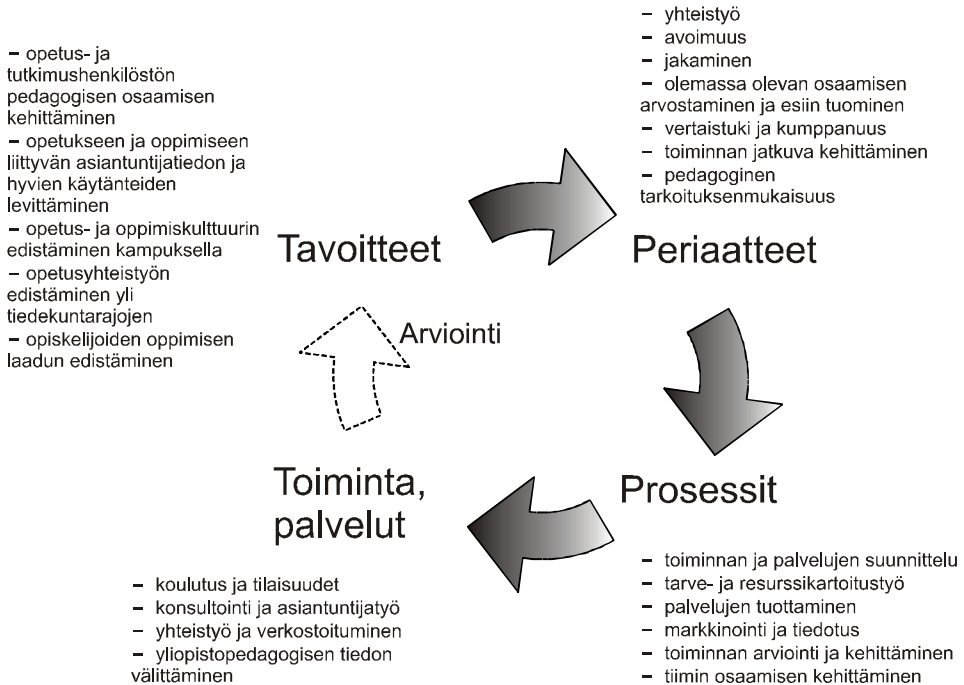 – opetus- ja
tutkimushenkilöstön
pedagogisen osaamisen
kehittäminen
– opetukseen ja oppimiseen
liittyvän asiantuntijatiedon ja
hyvien käytänteiden
levittäminen
– opetus- ja oppimiskulttuurin
edistäminen kampuksella
– opetusyhteistyön
edistäminen yli
tiedekuntarajojen
– opiskelijoiden oppimisen
laadun edistäminen
Tavoitteet
– yhteistyö
– avoimuus
– jakaminen
– olemassa olevan osaamisen
arvostaminen ja esiin tuominen
– vertaistuki ja kumppanuus
– toiminnan jatkuva kehittäminen
– pedagoginen
tarkoituksenmukaisuus
Periaatteet
Arviointi
Toiminta,
palvelut
– koulutus ja tilaisuudet
– konsultointi ja asiantuntijatyö
– yhteistyö ja verkostoituminen
– yliopistopedagogisen tiedon
välittäminen
Prosessit
– toiminnan ja palvelujen suunnittelu
– tarve- ja resurssikartoitustyö
– palvelujen tuottaminen
– markkinointi ja tiedotus
– toiminnan arviointi ja kehittäminen
– tiimin osaamisen kehittäminen